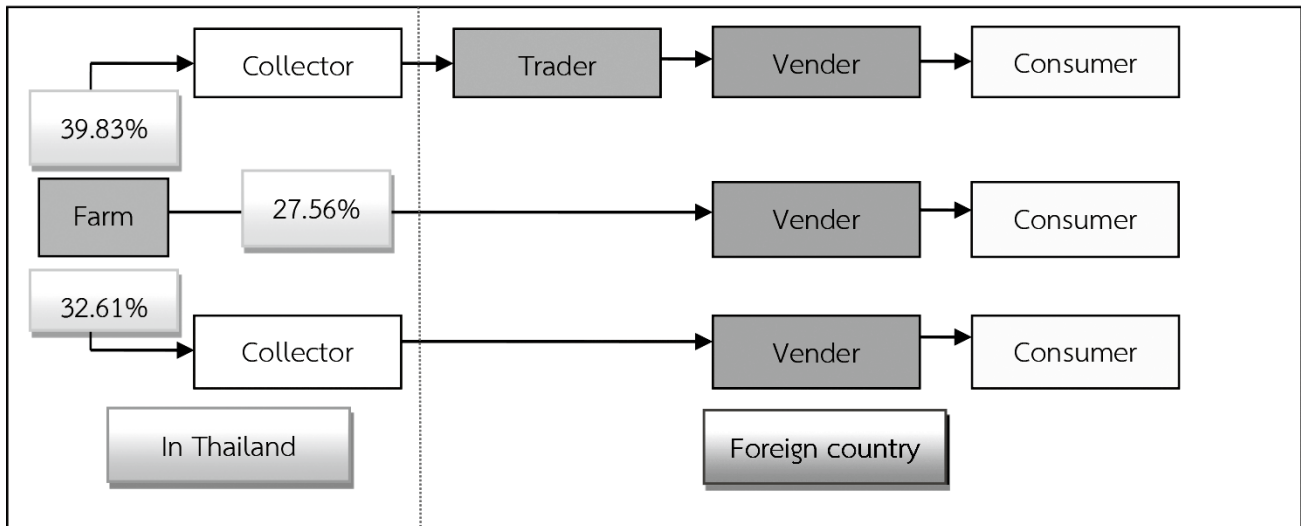 Collector
Trader
Vender
Consumer
39.83%
Farm
27.56%
Vender
Consumer
32.61%
Collector
Vender
Consumer
In Thailand
Foreign country